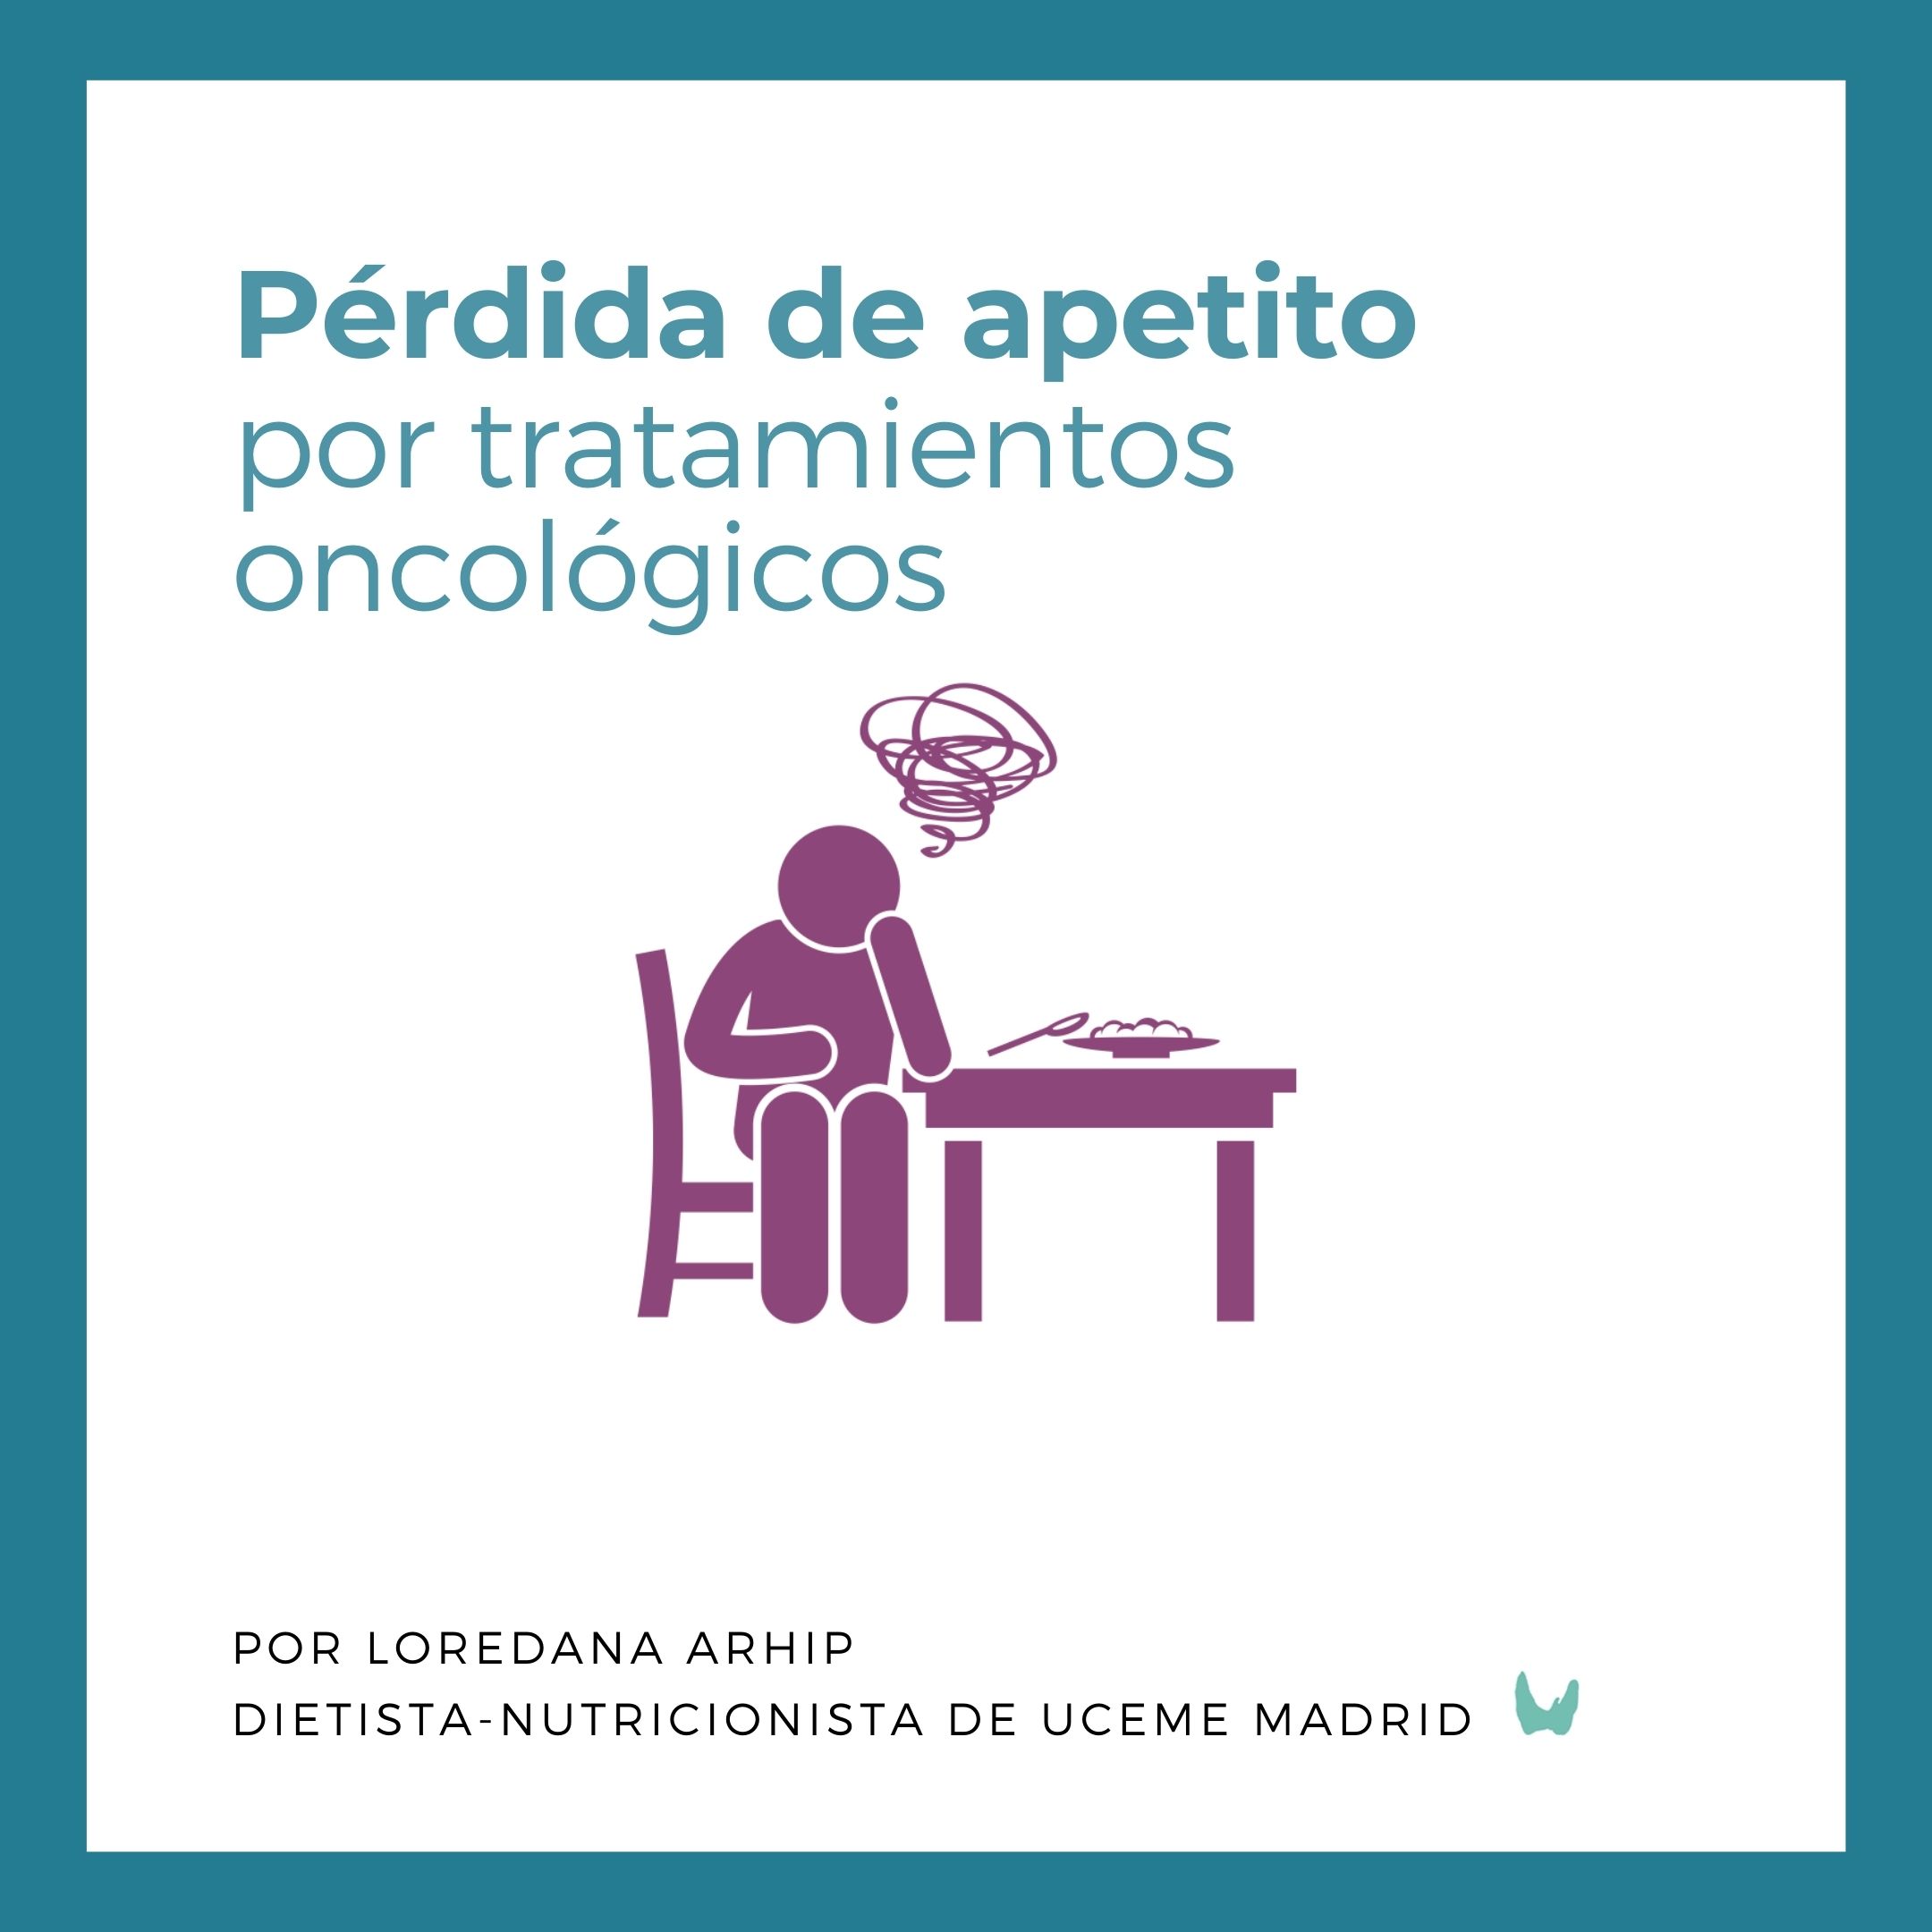 Pérdida de apetito
por tratamientos
oncológicos
POR LOREDANA ARHIP
DIETISTA-NUTRICIONISTA DE UCEME MADRID